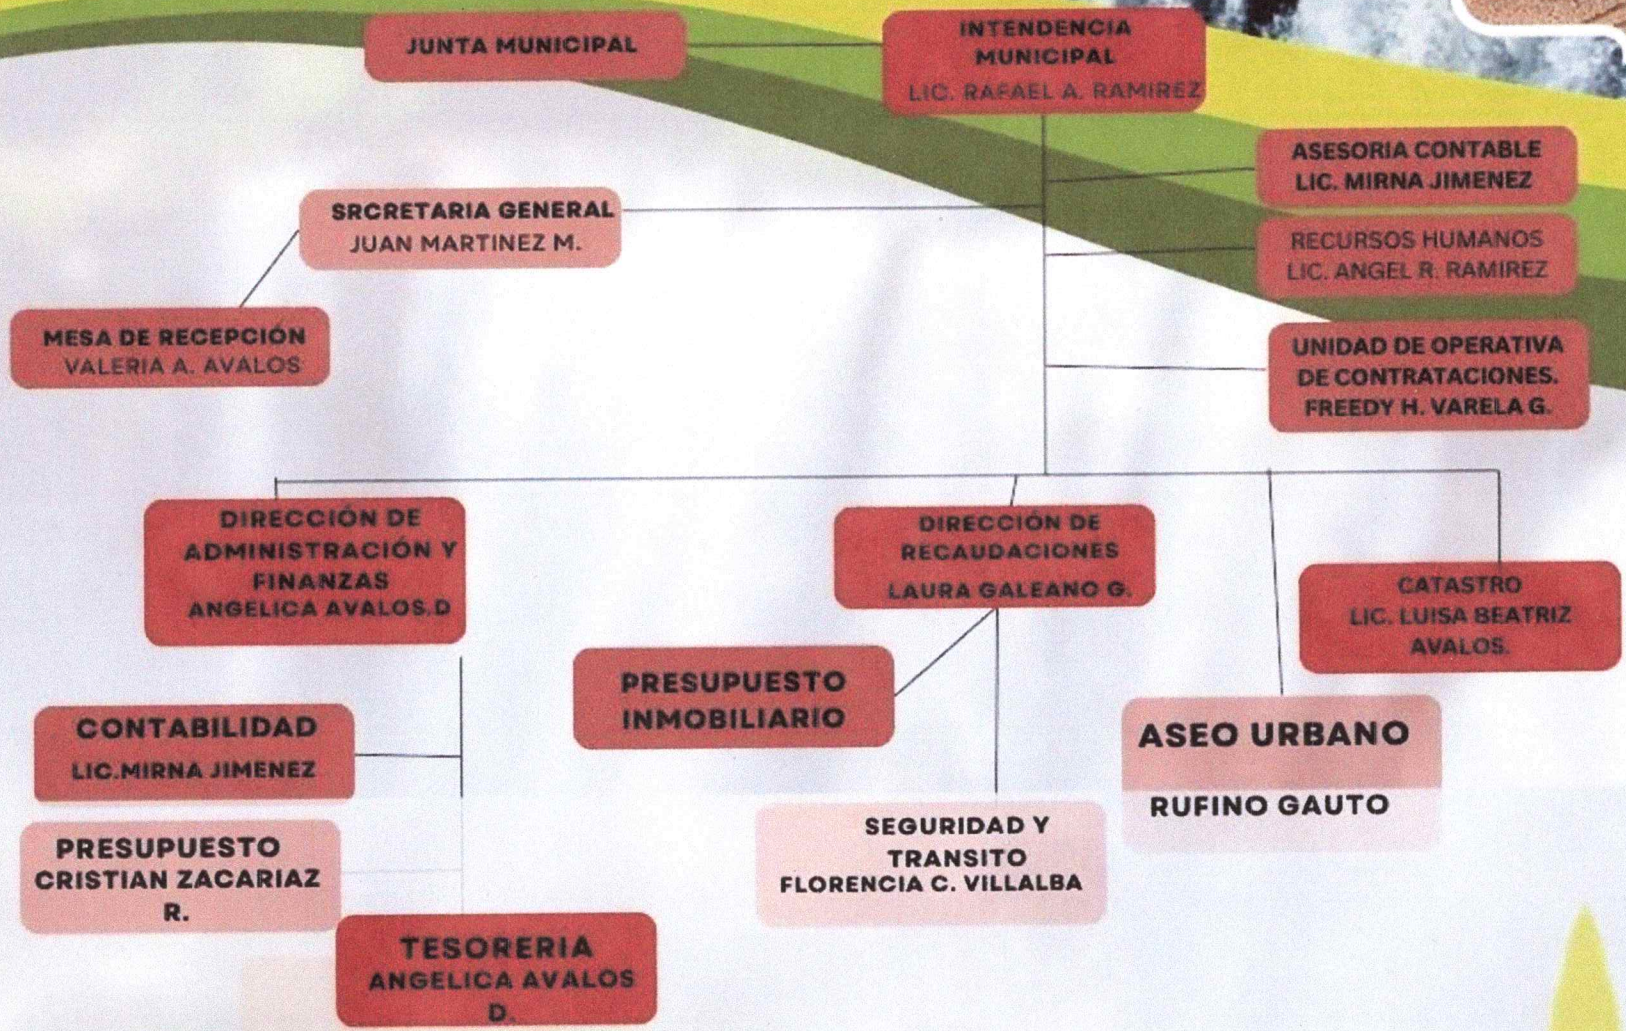 JUNTA MUNICIPAL
INTENDENCIA
MUNICIPAL
LIC. RAFAEL A. RAMIREZ
ASESORIA CONTABLE
LIC. MIRNA JIMENEZ
SRCRETARIA GENERAL
JUAN MARTINEZ M.
RECURSOS HUMANOS
LIC. ANGEL R. RAMIREZ
MESA DE RECEPCIÓN
VALERIA A. AVALOS
UNIDAD DE OPERATIVA
DE CONTRATACIONES.
FREEDY H. VARELA G.
DIRECCIÓN DE
ADMINISTRACIÓN Y
FINANZAS
ANGELICA AVALOS.D
DIRECCIÓN DE
RECAUDACIONES
LAURA GALEANO G.
CATASTRO
LIC. LUISA BEATRIZ
AVALOS.
PRESUPUESTO
INMOBILIARIO
CONTABILIDAD
LIC.MIRNA JIMENEZ
ASEO URBANO
RUFINO GAUTO
PRESUPUESTO
CRISTIAN ZACARIAZ
R.
SEGURIDAD Y
TRANSITO
FLORENCIA C. VILLALBA
TESORERIA
ANGELICA AVALOS
D.